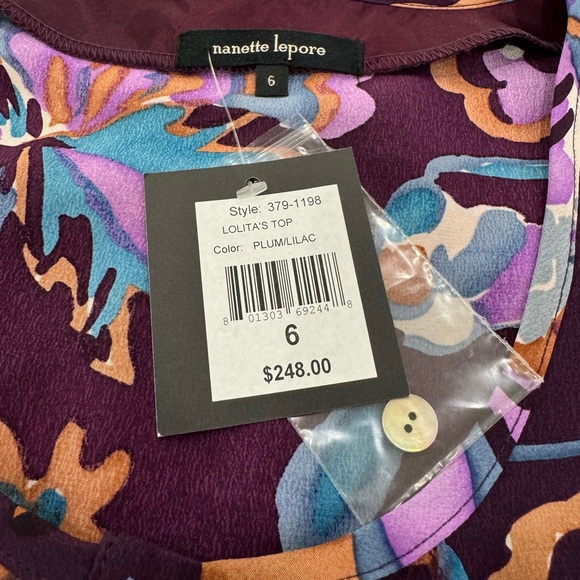 nanette lepore
6
Style: 379-1198
LOLITA'S TOP
Color: PLUM/LILAC
8 01303 69244 8
6
$248.00